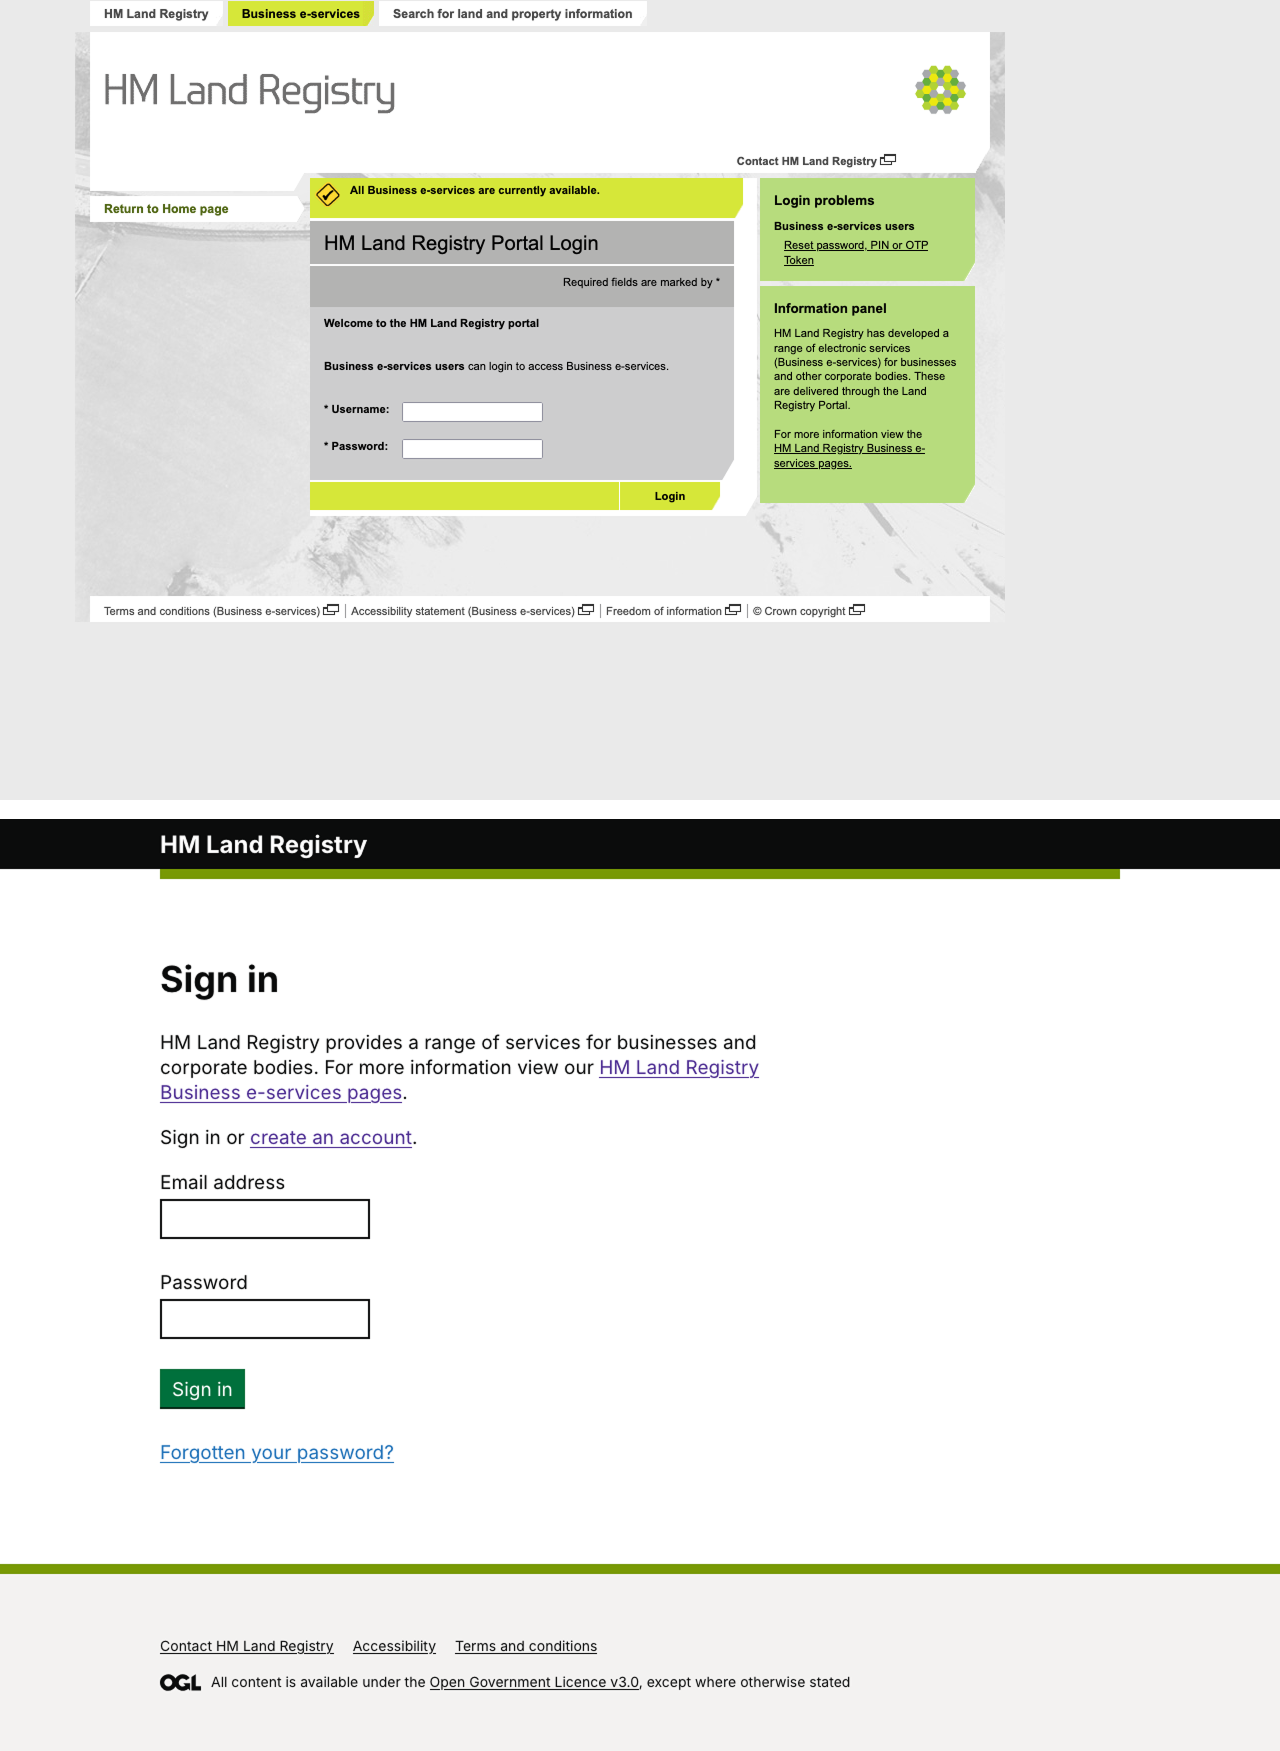 HM Land Registry
Business e-services
Search for land and property information
HM Land Registry
Contact HM Land Registry
Return to Home page
All Business e-services are currently available.
HM Land Registry Portal Login
Required fields are marked by *
Welcome to the HM Land Registry portal
Business e-services users can login to access Business e-services.
* Username:
* Password:
Login
Login problems
Business e-services users
Reset password, PIN or OTP
Token
Information panel
HM Land Registry has developed a
range of electronic services
(Business e-services) for businesses
and other corporate bodies. These
are delivered through the Land
Registry Portal.
For more information view the
HM Land Registry Business e-
services pages.
Terms and conditions (Business e-services)
Accessibility statement (Business e-services)
Freedom of information
© Crown copyright
HM Land Registry
Sign in
HM Land Registry provides a range of services for businesses and
corporate bodies. For more information view our HM Land Registry
Business e-services pages.
Sign in or create an account.
Email address
Password
Sign in
Forgotten your password?
Contact HM Land Registry
Accessibility
Terms and conditions
OGL All content is available under the Open Government Licence v3.0, except where otherwise stated